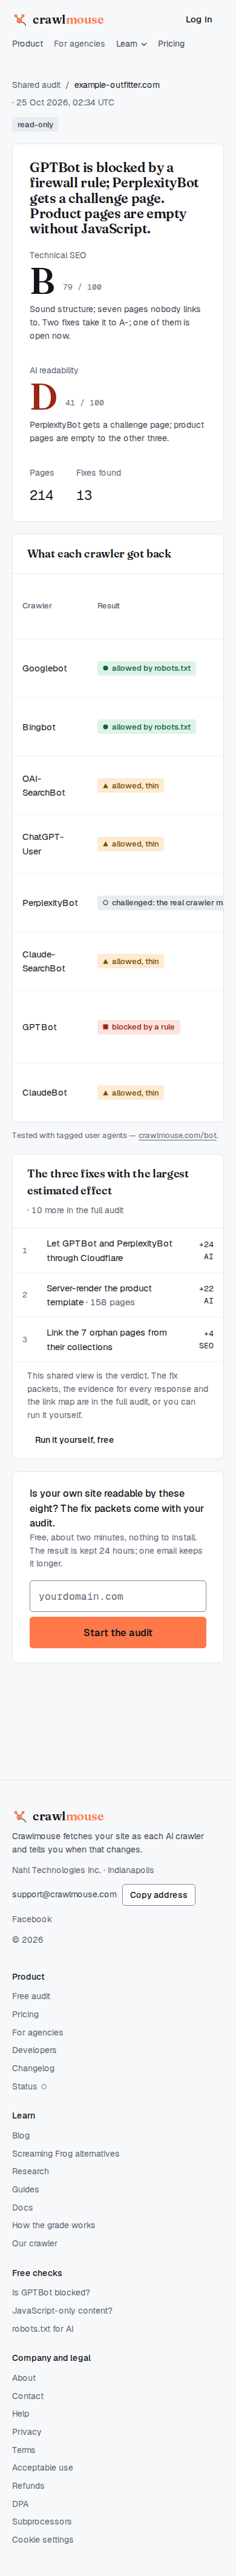 crawlmouse
Log in
Product
For agencies
Learn
Pricing
Shared audit / example-outfitter.com
· 25 Oct 2026, 02:34 UTC
read-only
GPTBot is blocked by a
firewall rule; PerplexityBot
gets a challenge page.
Product pages are empty
without JavaScript.
Technical SEO
B 79 / 100
Sound structure; seven pages nobody links
to. Two fixes take it to A-; one of them is
open now.
AI readability
D 41 / 100
PerplexityBot gets a challenge page; product
pages are empty to the other three.
Pages Fixes found
214 13
What each crawler got back
Crawler Result
Googlebot allowed by robots.txt
Bingbot allowed by robots.txt
OAI-
SearchBot allowed, thin
ChatGPT-
User allowed, thin
PerplexityBot challenged: the real crawler m
Claude-
SearchBot allowed, thin
GPTBot blocked by a rule
ClaudeBot allowed, thin
Tested with tagged user agents — crawlmouse.com/bot.
The three fixes with the largest
estimated effect
· 10 more in the full audit
1 Let GPTBot and PerplexityBot +24
through Cloudflare AI
2 Server-render the product +22
template · 158 pages AI
3 Link the 7 orphan pages from +4
their collections SEO
This shared view is the verdict. The fix
packets, the evidence for every response and
the link map are in the full audit, or you can
run it yourself.
Run it yourself, free
Is your own site readable by these
eight? The fix packets come with your
audit.
Free, about two minutes, nothing to install.
The result is kept 24 hours; one email keeps
it longer.
yourdomain.com
Start the audit
crawlmouse
Crawlmouse fetches your site as each AI crawler
and tells you when that changes.
Nahl Technologies Inc. · Indianapolis
support@crawlmouse.com Copy address
Facebook
© 2026
Product
Free audit
Pricing
For agencies
Developers
Changelog
Status
Learn
Blog
Screaming Frog alternatives
Research
Guides
Docs
How the grade works
Our crawler
Free checks
Is GPTBot blocked?
JavaScript-only content?
robots.txt for AI
Company and legal
About
Contact
Help
Privacy
Terms
Acceptable use
Refunds
DPA
Subprocessors
Cookie settings